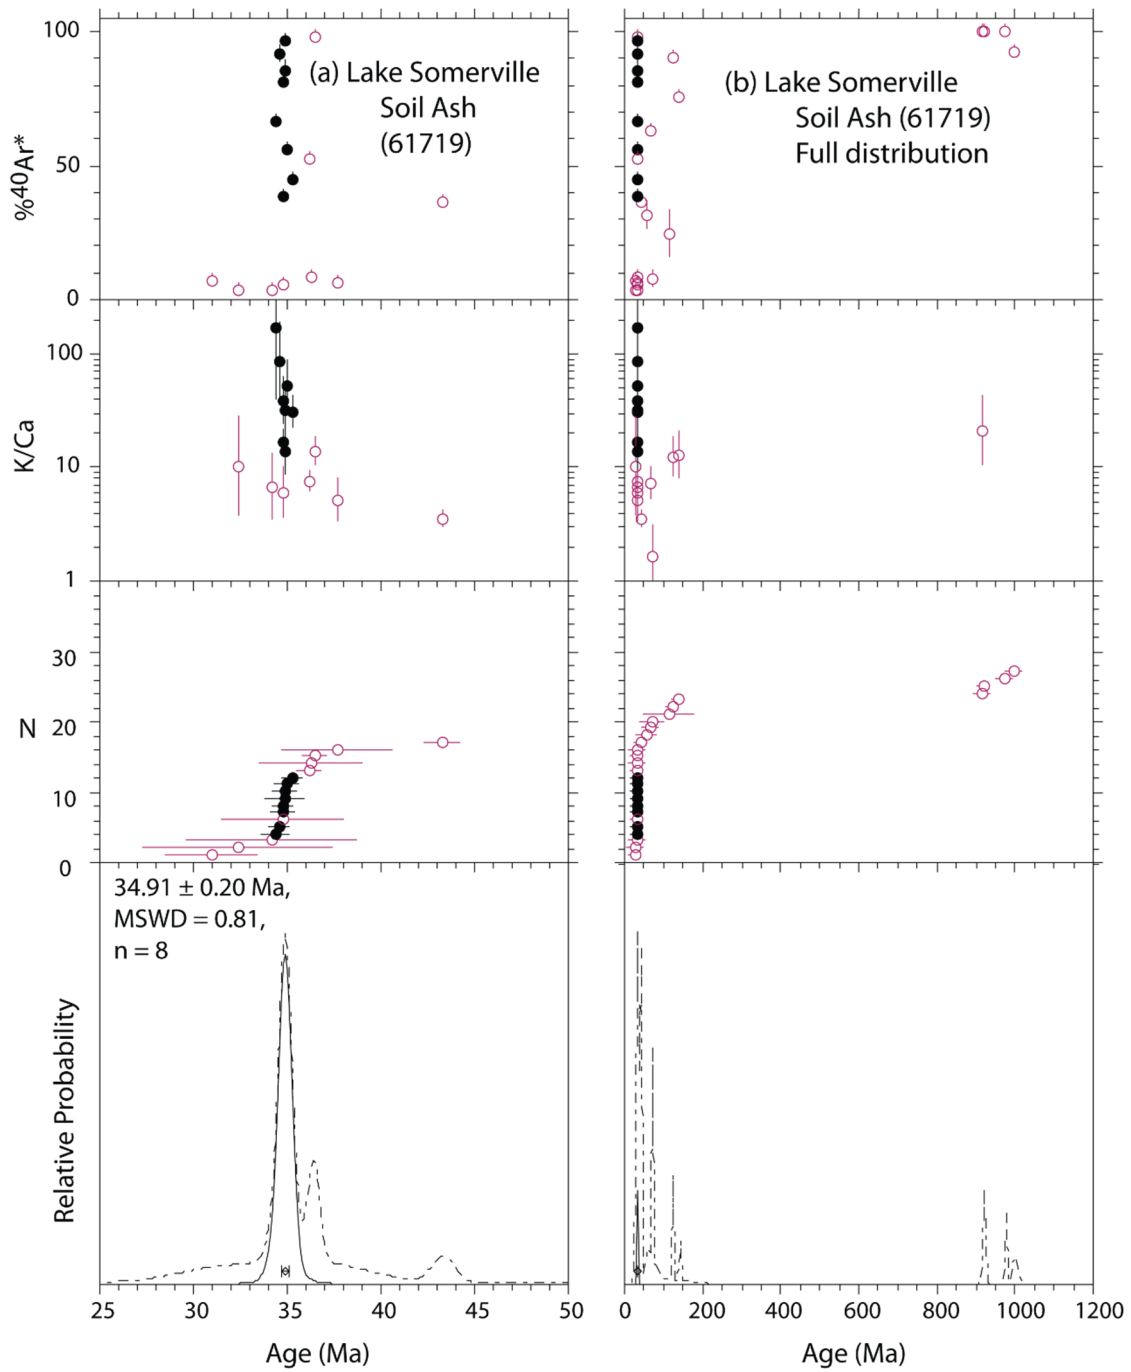 100
50
0
%40Ar*
(a) Lake Somerville
Soil Ash
(61719)
(b) Lake Somerville
Soil Ash (61719)
Full distribution
100
10
1
K/Ca
30
20
10
0
N
34.91 ± 0.20 Ma,
MSWD = 0.81,
n = 8
Relative Probability
25 30 35 40 45 50
Age (Ma)
0 200 400 600 800 1000 1200
Age (Ma)